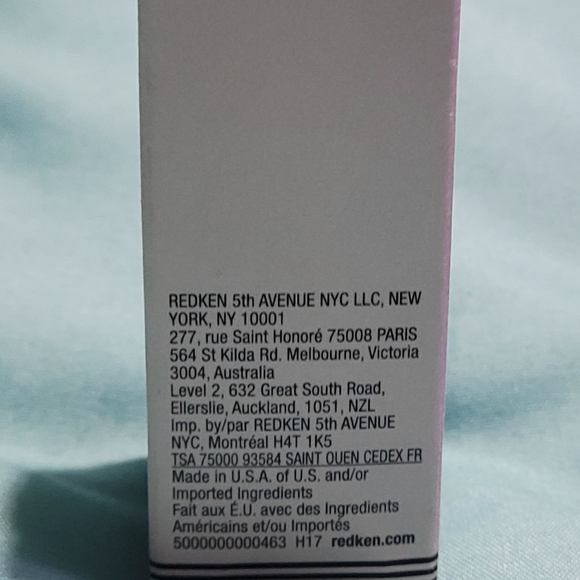 REDKEN 5th AVENUE NYC LLC, NEW
YORK, NY 10001
277, rue Saint Honoré 75008 PARIS
564 St Kilda Rd. Melbourne, Victoria
3004, Australia
Level 2, 632 Great South Road,
Ellerslie, Auckland, 1051, NZL
Imp. by/par REDKEN 5th AVENUE
NYC, Montréal H4T 1K5
TSA 75000 93584 SAINT OUEN CEDEX FR
Made in U.S.A. of U.S. and/or
Imported Ingredients
Fait aux É.U. avec des Ingredients
Américains et/ou Importés
5000000000463 H17 redken.com